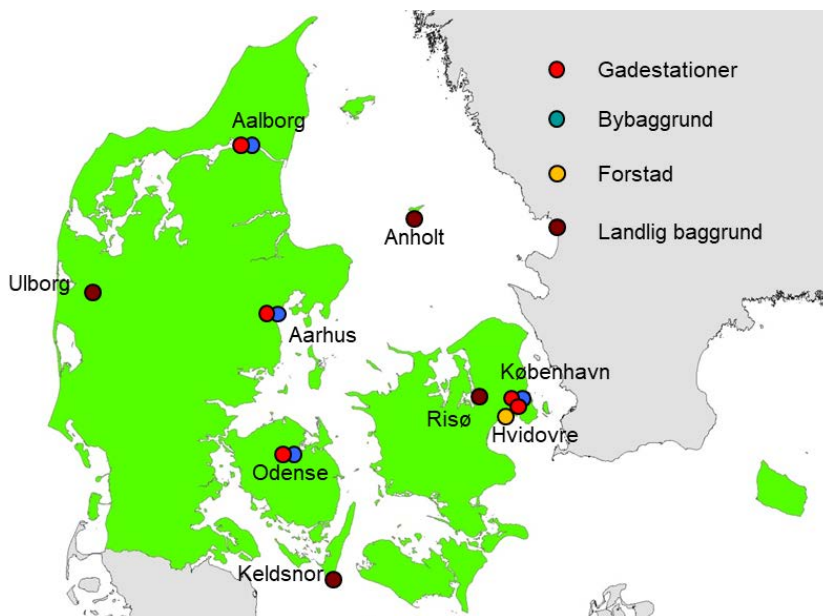 Gadestationer
Bybaggrund
Forstad
Landlig baggrund
Aalborg
Anholt
Ulborg
Aarhus
København
Risø
Hvidovre
Odense
Keldsnor